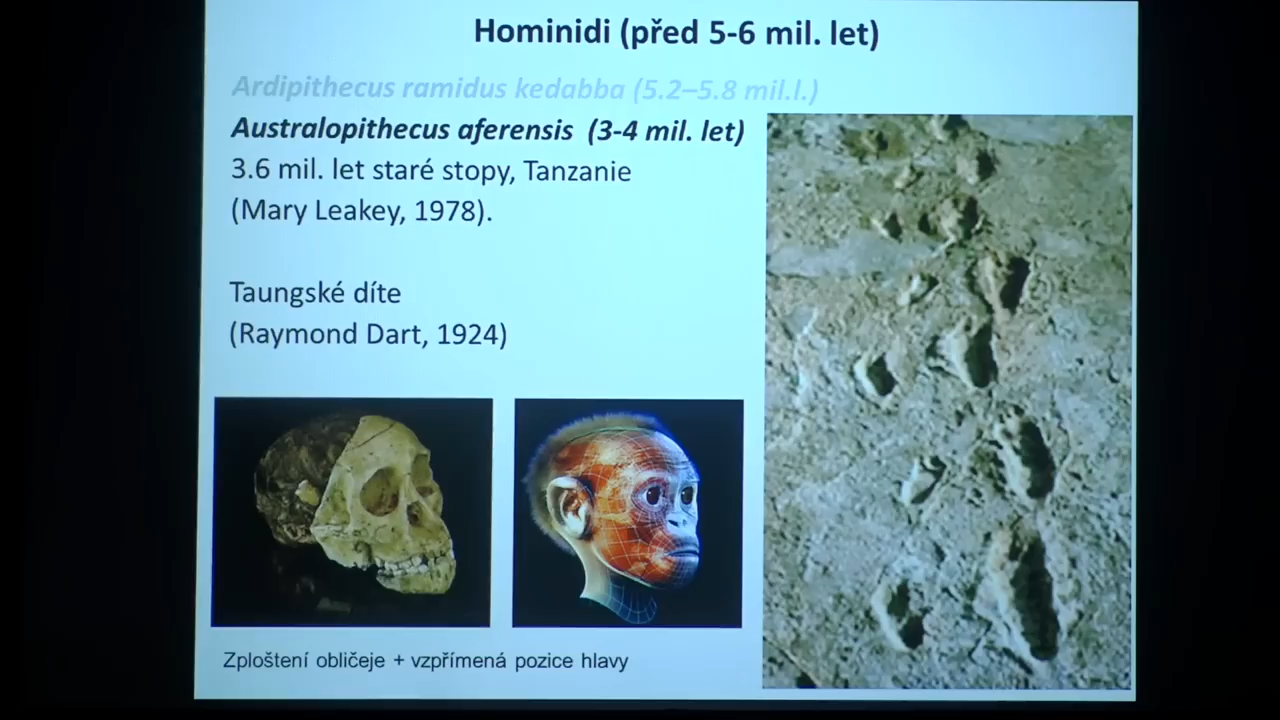 Hominidi (před 5-6 mil. let)
Ardipithecus ramidus kedabba (5.2–5.8 mil.l.)
Australopithecus aferensis (3-4 mil. let)
3.6 mil. let staré stopy, Tanzanie
(Mary Leakey, 1978).
Taungské díte
(Raymond Dart, 1924)
Zploštení obličeje + vzpřímená pozice hlavy